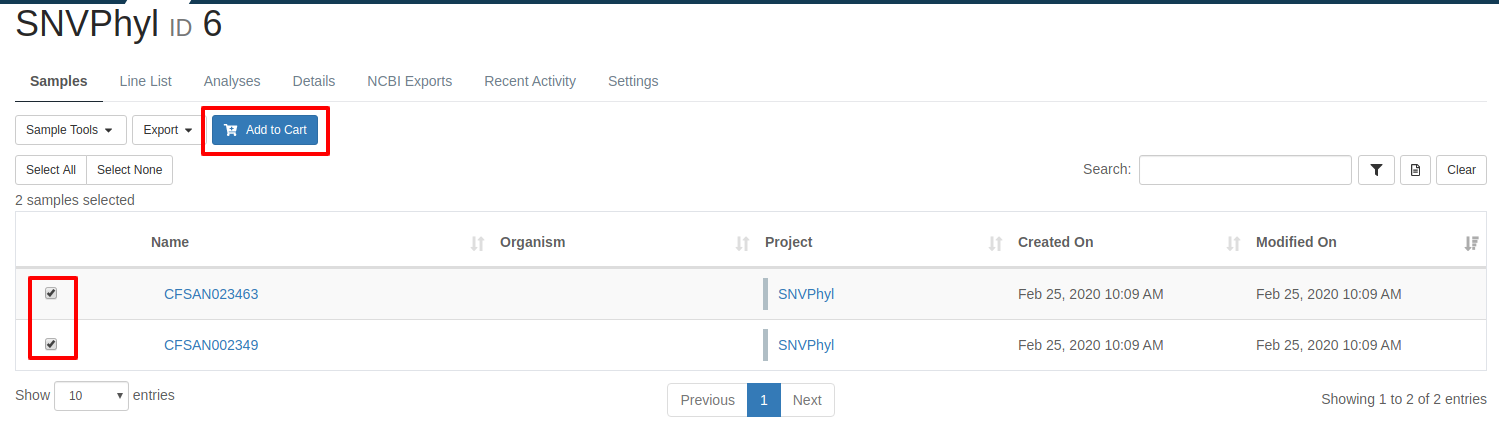 SNVPhyl ID 6
Samples Line List Analyses Details NCBI Exports Recent Activity Settings
Sample Tools Export Add to Cart
Select All Select None Search: Clear
2 samples selected
Name Organism Project Created On Modified On
CFSAN023463 SNVPhyl Feb 25, 2020 10:09 AM Feb 25, 2020 10:09 AM
CFSAN002349 SNVPhyl Feb 25, 2020 10:09 AM Feb 25, 2020 10:09 AM
Show 10 entries Previous 1 Next Showing 1 to 2 of 2 entries